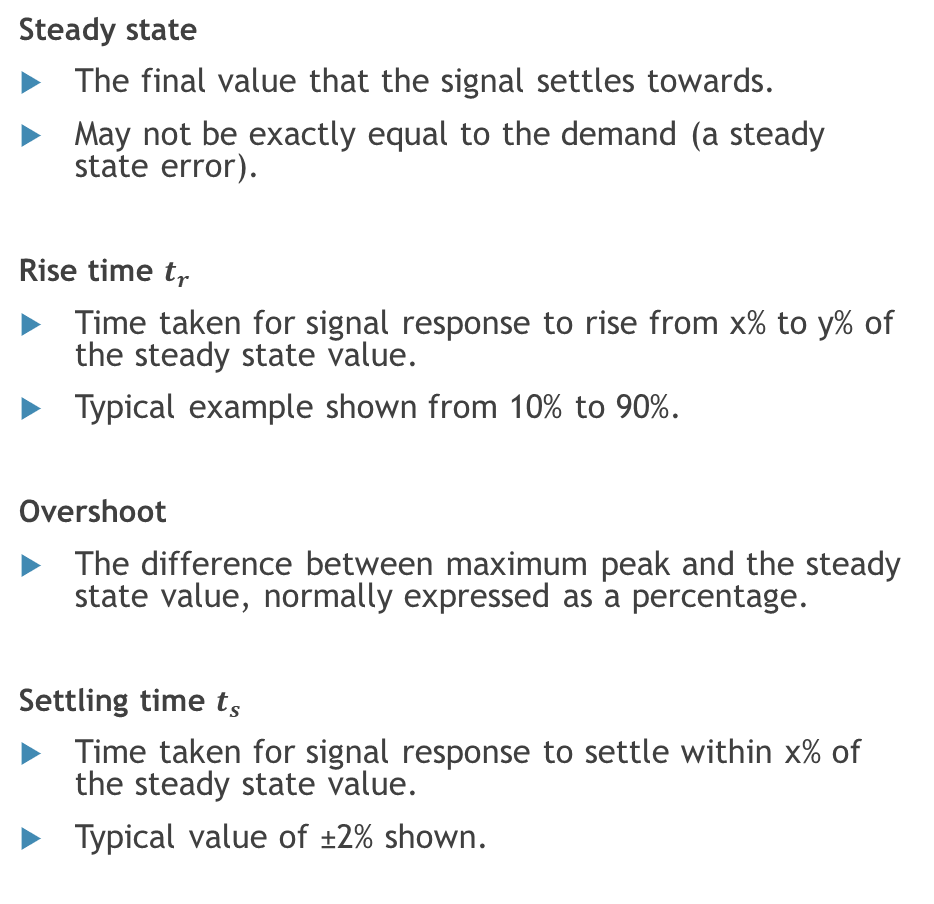 Steady state
▶ The final value that the signal settles towards.
▶ May not be exactly equal to the demand (a steady
state error).
Rise time tᵣ
▶ Time taken for signal response to rise from x% to y% of
the steady state value.
▶ Typical example shown from 10% to 90%.
Overshoot
▶ The difference between maximum peak and the steady
state value, normally expressed as a percentage.
Settling time tₛ
▶ Time taken for signal response to settle within x% of
the steady state value.
▶ Typical value of ±2% shown.